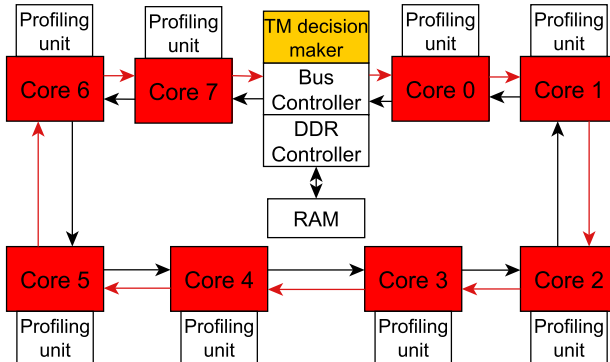 Profiling
unit
Profiling
unit
TM decision
maker
Profiling
unit
Profiling
unit
Core 6
Core 7
Bus
Controller
Core 0
Core 1
DDR
Controller
RAM
Core 5
Core 4
Core 3
Core 2
Profiling
unit
Profiling
unit
Profiling
unit
Profiling
unit